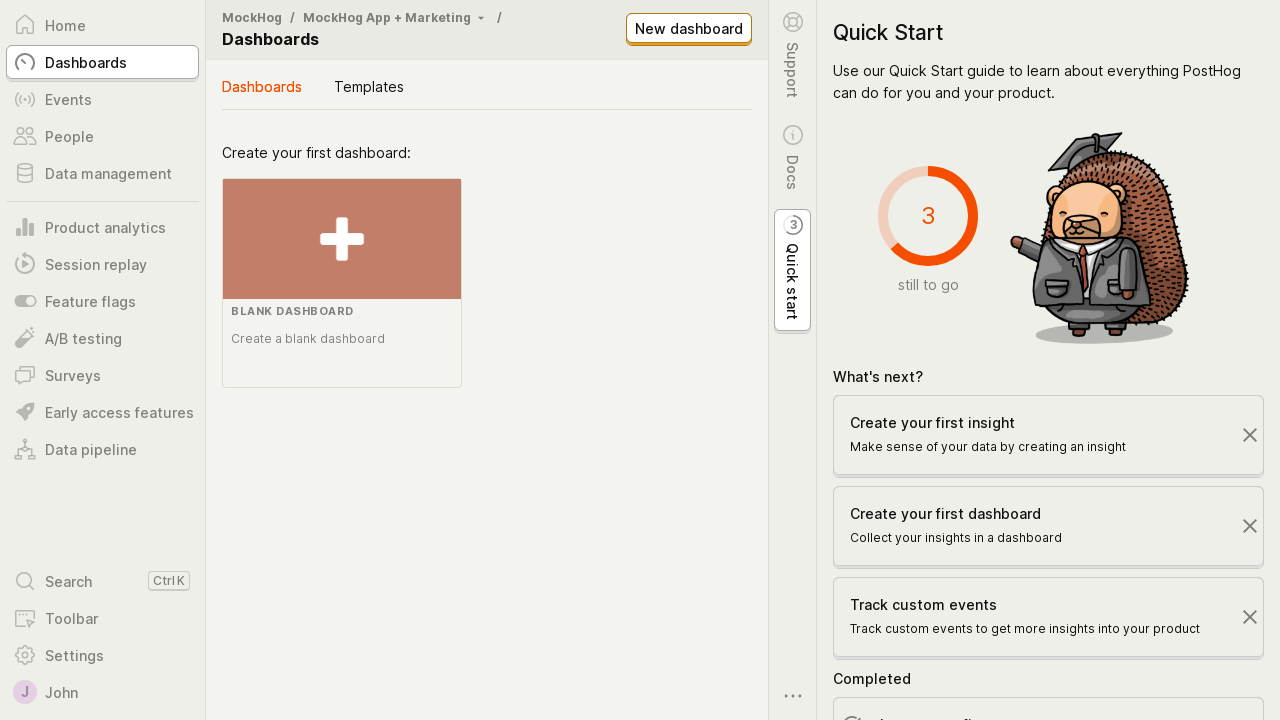 Home
Dashboards
Events
People
Data management
Product analytics
Session replay
Feature flags
A/B testing
Surveys
Early access features
Data pipeline
Search Ctrl K
Toolbar
Settings
J John
MockHog / MockHog App + Marketing /
Dashboards
New dashboard
Dashboards Templates
Create your first dashboard:
BLANK DASHBOARD
Create a blank dashboard
Support
Docs
3 Quick start
Quick Start
Use our Quick Start guide to learn about everything PostHog
can do for you and your product.
3
still to go
What's next?
Create your first insight
Make sense of your data by creating an insight
Create your first dashboard
Collect your insights in a dashboard
Track custom events
Track custom events to get more insights into your product
Completed